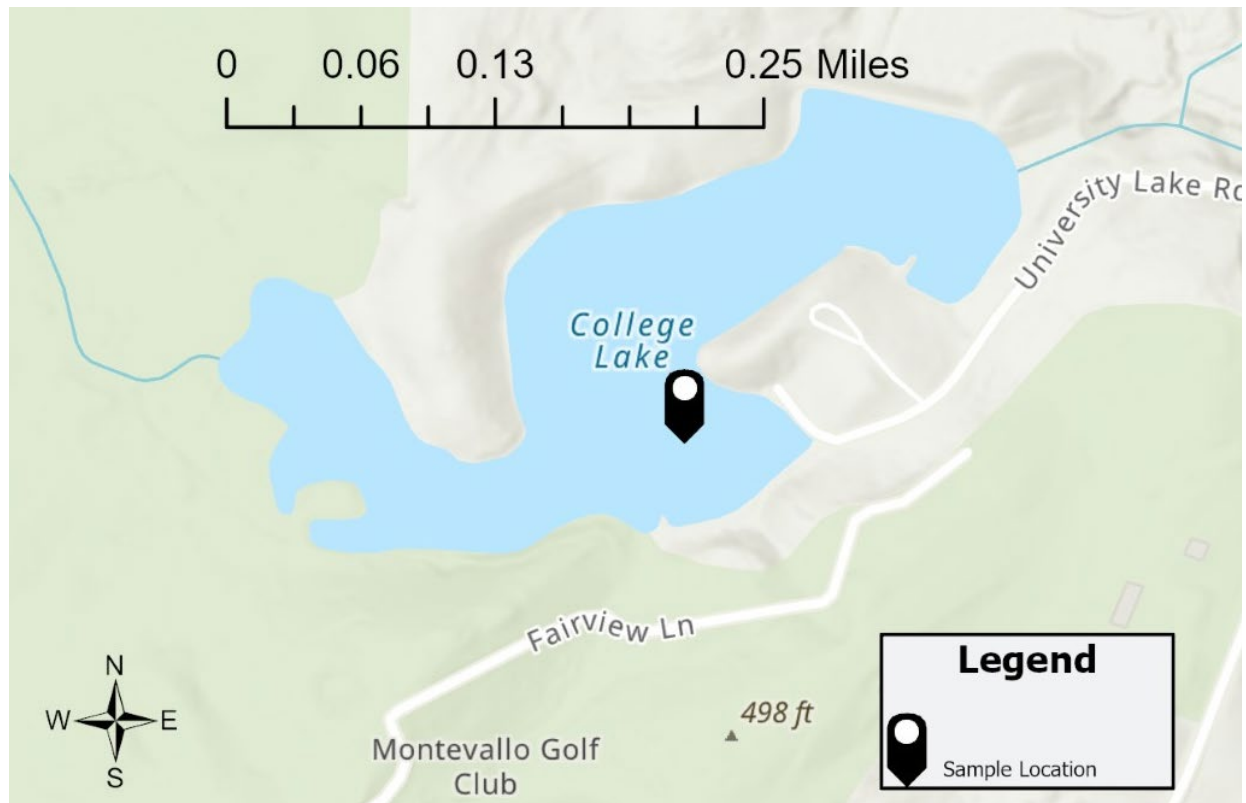 0 0.06 0.13 0.25 Miles
University Lake Rd
College
Lake
Fairview Ln
N
W E
S
498 ft
Montevallo Golf
Club
Legend
Sample Location